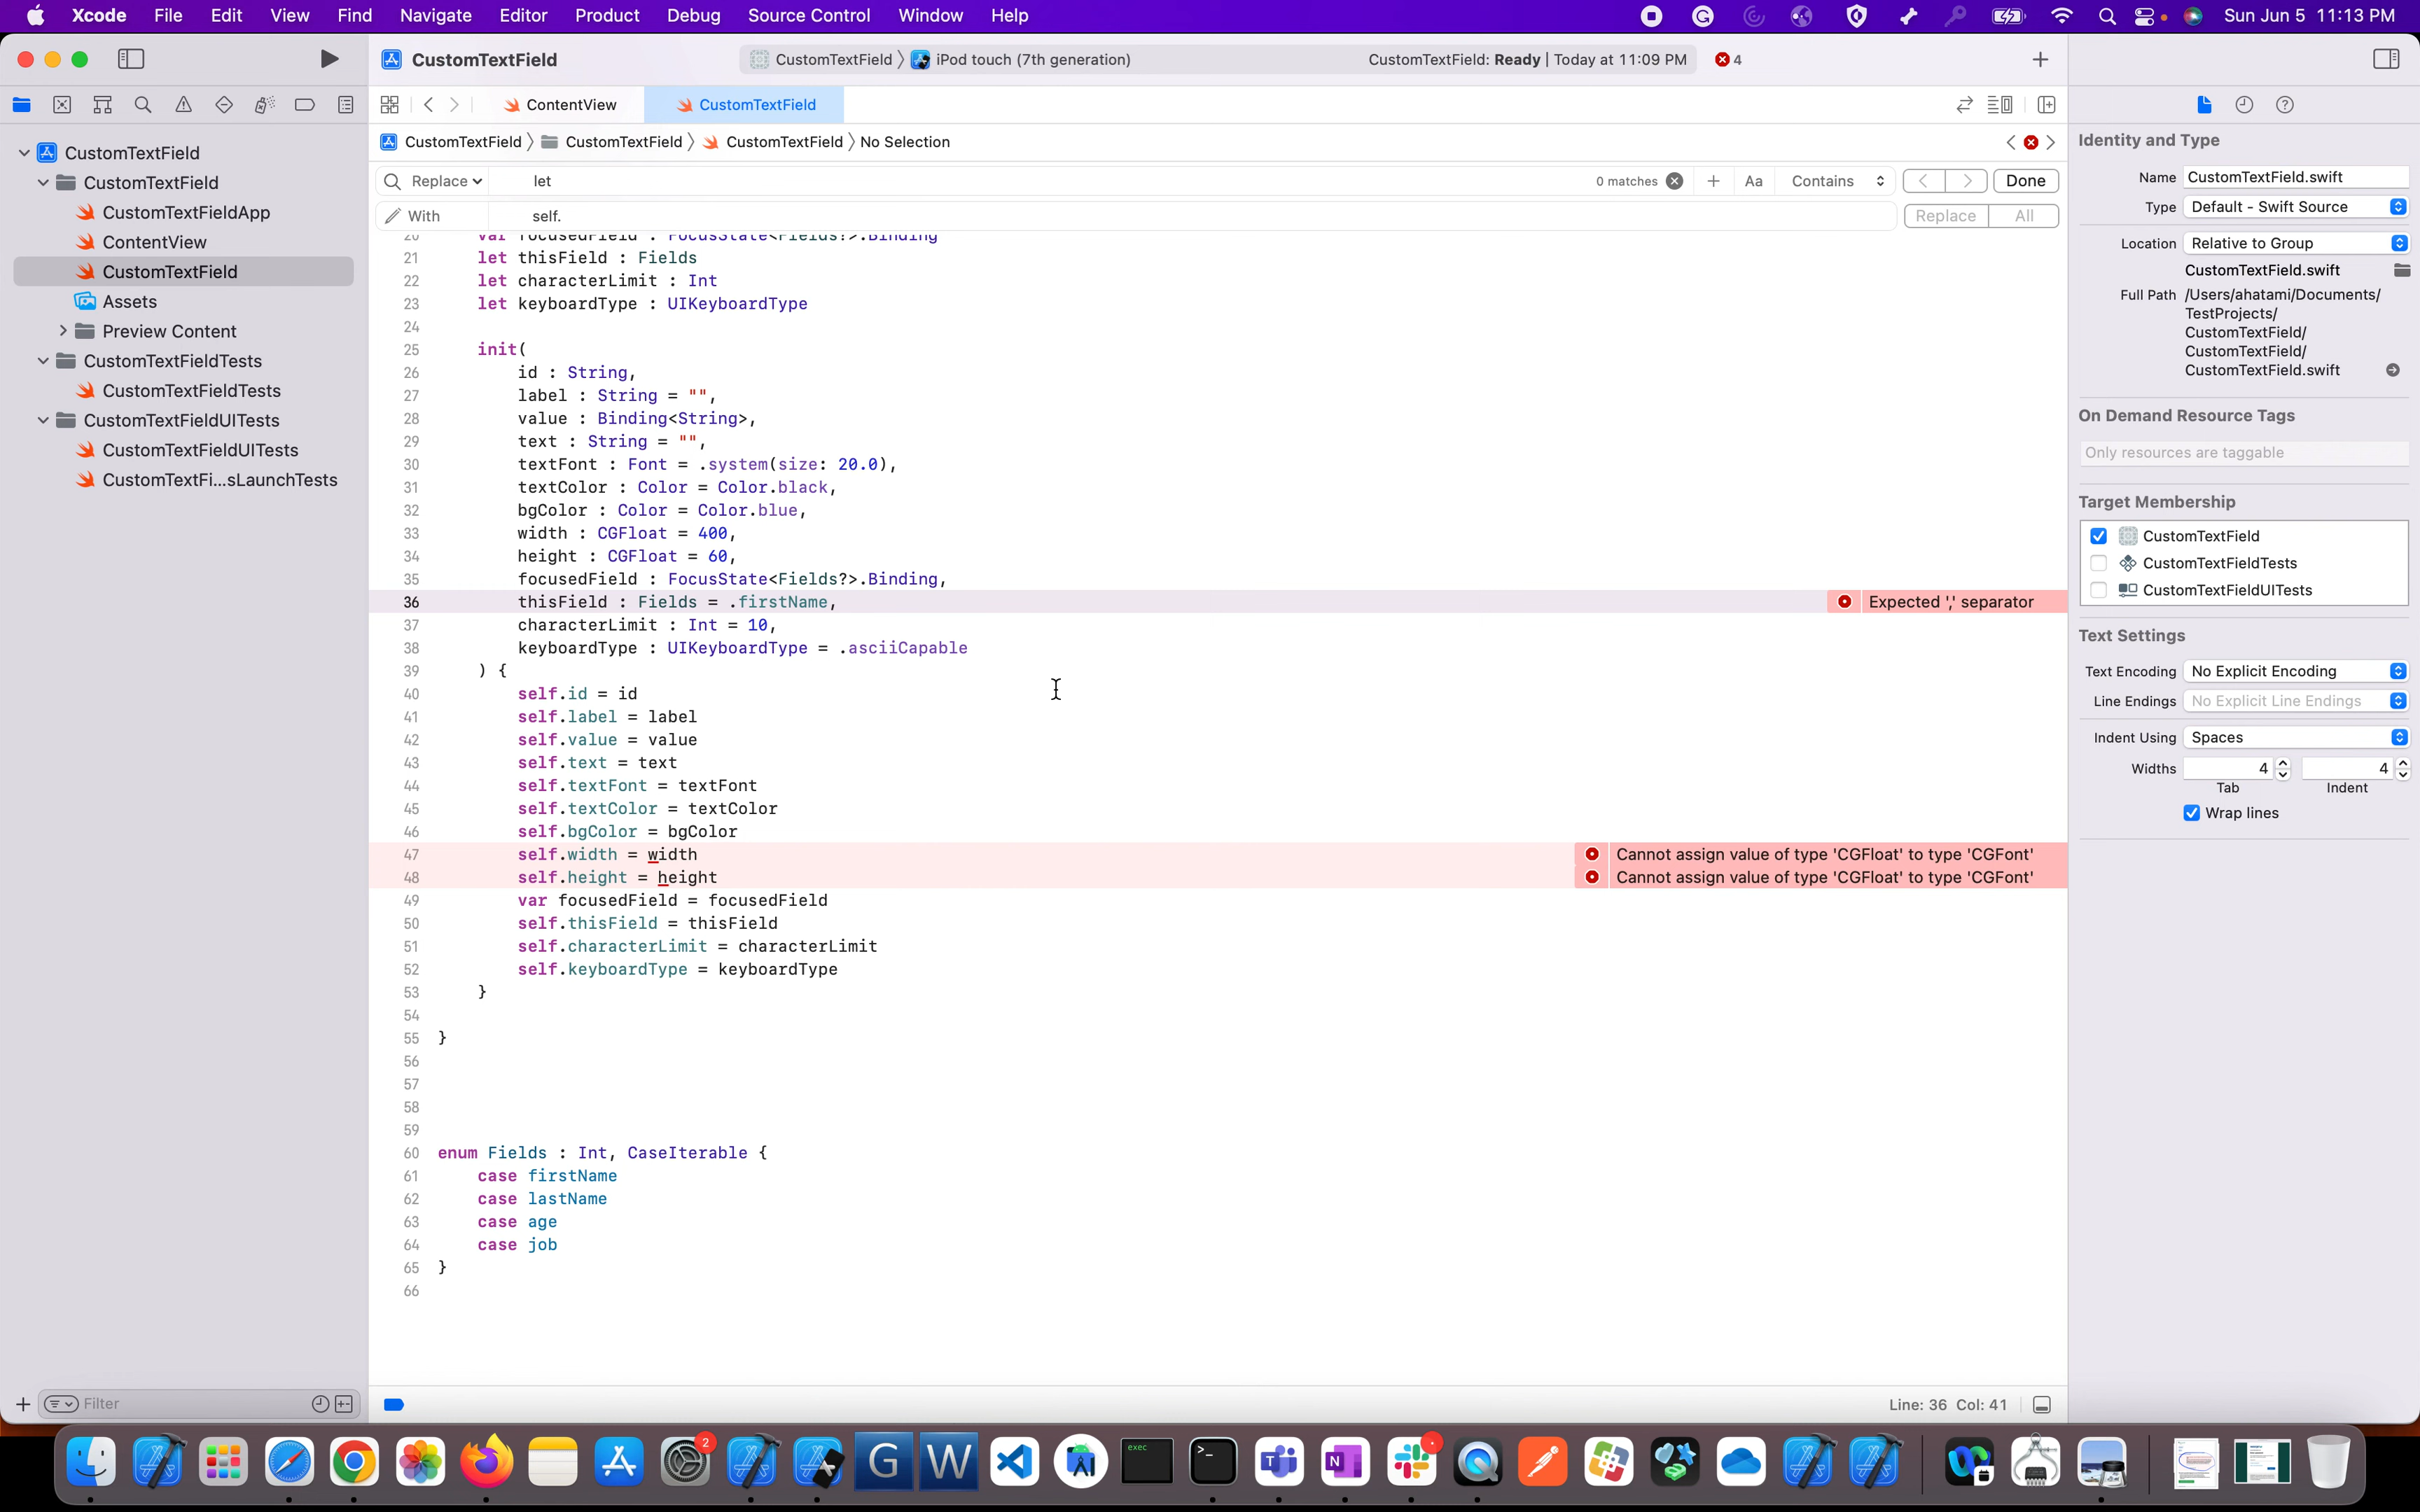 Xcode File Edit View Find Navigate Editor Product Debug Source Control Window Help Sun Jun 5 11:13 PM
CustomTextField CustomTextField iPod touch (7th generation) CustomTextField: Ready | Today at 11:09 PM 4
ContentView CustomTextField
CustomTextField CustomTextField CustomTextField No Selection
Replace let 0 matches Aa Contains Done
With self. Replace All
CustomTextField
CustomTextField
CustomTextFieldApp
ContentView
CustomTextField
Assets
Preview Content
CustomTextFieldTests
CustomTextFieldTests
CustomTextFieldUITests
CustomTextFieldUITests
CustomTextFi...sLaunchTests
Filter
20 var focusedField : FocusState<Fields?>.Binding
21 let thisField : Fields
22 let characterLimit : Int
23 let keyboardType : UIKeyboardType
24
25 init(
26 id : String,
27 label : String = "",
28 value : Binding<String>,
29 text : String = "",
30 textFont : Font = .system(size: 20.0),
31 textColor : Color = Color.black,
32 bgColor : Color = Color.blue,
33 width : CGFloat = 400,
34 height : CGFloat = 60,
35 focusedField : FocusState<Fields?>.Binding,
36 thisField : Fields = .firstName, Expected ',' separator
37 characterLimit : Int = 10,
38 keyboardType : UIKeyboardType = .asciiCapable
39 ) {
40 self.id = id
41 self.label = label
42 self.value = value
43 self.text = text
44 self.textFont = textFont
45 self.textColor = textColor
46 self.bgColor = bgColor
47 self.width = width Cannot assign value of type 'CGFloat' to type 'CGFont'
48 self.height = height Cannot assign value of type 'CGFloat' to type 'CGFont'
49 var focusedField = focusedField
50 self.thisField = thisField
51 self.characterLimit = characterLimit
52 self.keyboardType = keyboardType
53 }
54
55 }
56
57
58
59
60 enum Fields : Int, CaseIterable {
61 case firstName
62 case lastName
63 case age
64 case job
65 }
66
Line: 36 Col: 41
Identity and Type
Name CustomTextField.swift
Type Default - Swift Source
Location Relative to Group
CustomTextField.swift
Full Path /Users/ahatami/Documents/
TestProjects/
CustomTextField/
CustomTextField/
CustomTextField.swift
On Demand Resource Tags
Only resources are taggable
Target Membership
CustomTextField
CustomTextFieldTests
CustomTextFieldUITests
Text Settings
Text Encoding No Explicit Encoding
Line Endings No Explicit Line Endings
Indent Using Spaces
Widths 4 4
Tab Indent
Wrap lines
2 G W exec >_ T N